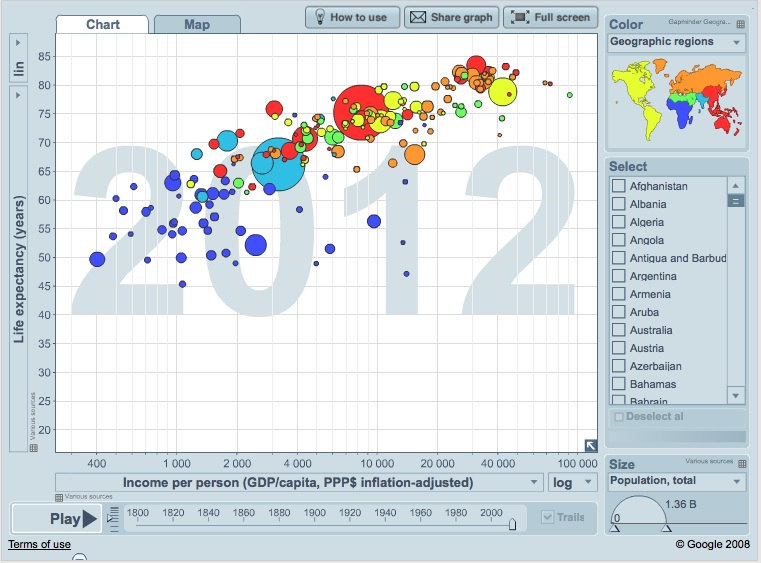 Chart
Map
How to use
Share graph
Full screen
Color
Gapminder Geogra...
Geographic regions
lin
Life expectancy (years)
Various sources
85
80
75
70
65
60
55
50
45
40
35
30
25
20
2012
400
1 000
2 000
4 000
10 000
20 000
40 000
100 000
Select
Afghanistan
Albania
Algeria
Angola
Antigua and Barbud
Argentina
Armenia
Aruba
Australia
Austria
Azerbaijan
Bahamas
Bahrain
Deselect al
Income per person (GDP/capita, PPP$ inflation-adjusted)
log
Various sources
Size
Various sources
Population, total
0
1.36 B
Play
1800
1820
1840
1860
1880
1900
1920
1940
1960
1980
2000
Trails
Terms of use
© Google 2008